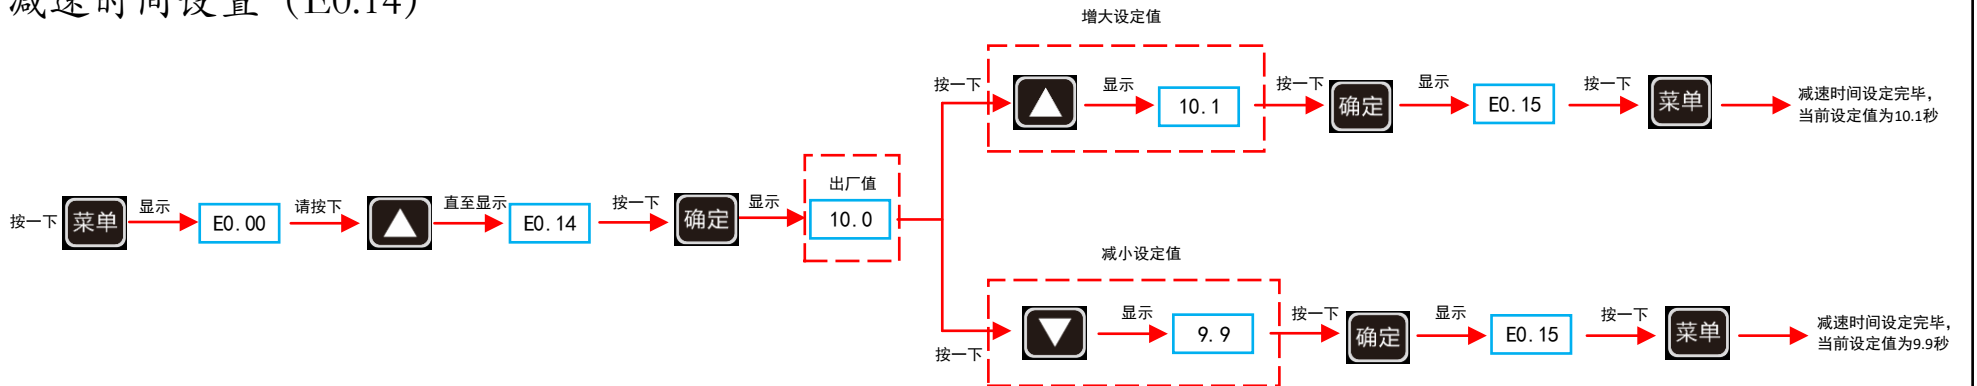 减速时间设置（E0.14）
按一下
菜单
显示
E0.00
请按下
直至显示
E0.14
按一下
确定
显示
出厂值
10.0
增大设定值
按一下
显示
10.1
按一下
确定
显示
E0.15
按一下
菜单
减速时间设定完毕，
当前设定值为10.1秒
减小设定值
按一下
显示
9.9
按一下
确定
显示
E0.15
按一下
菜单
减速时间设定完毕，
当前设定值为9.9秒